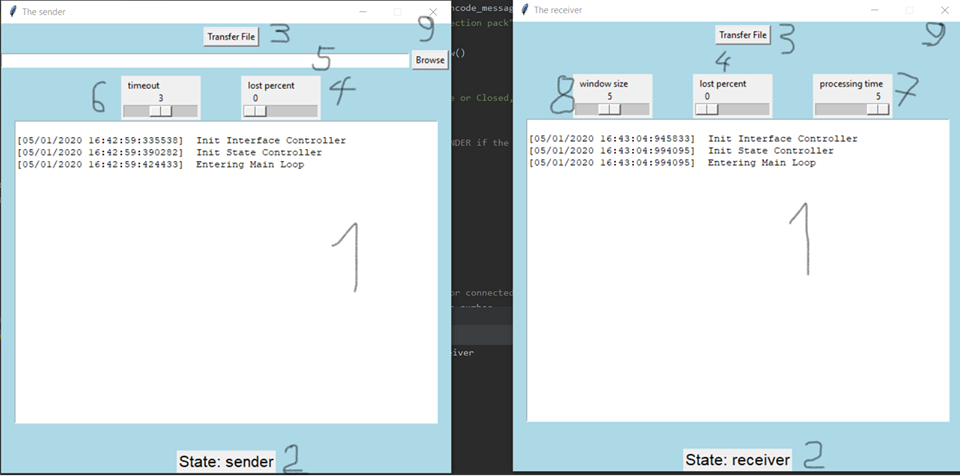 The sender
Transfer File 3
9
5
Browse
6 timeout
3
lost percent 4
0
[05/01/2020 16:42:59:335538] Init Interface Controller
[05/01/2020 16:42:59:390282] Init State Controller
[05/01/2020 16:42:59:424433] Entering Main Loop
1
State: sender 2
ncode_messag
ection pack"
w()
e or Closed,
NDER if the
or connected
number
eiver
The receiver
Transfer File 3
9
4
8 window size
5
lost percent
0
processing time 7
5
[05/01/2020 16:43:04:945833] Init Interface Controller
[05/01/2020 16:43:04:994095] Init State Controller
[05/01/2020 16:43:04:994095] Entering Main Loop
1
State: receiver 2